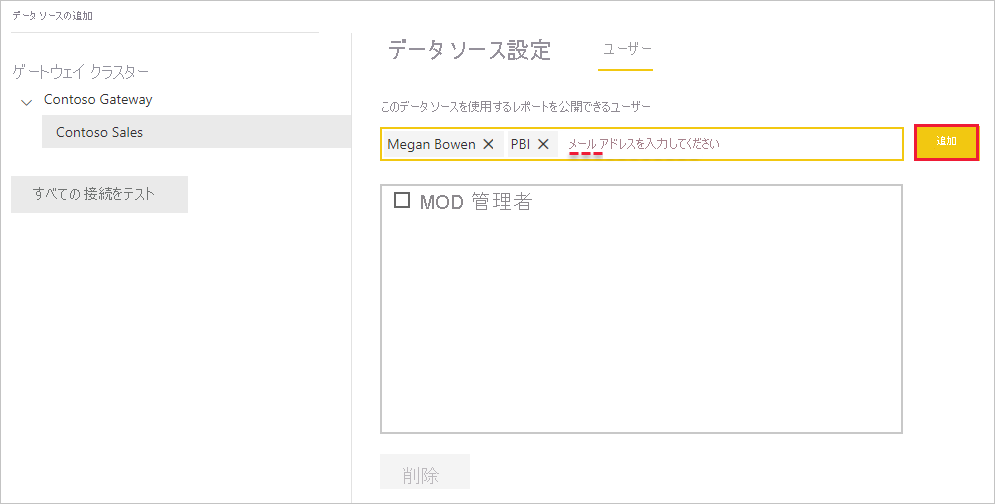 データ ソースの追加
ゲートウェイ クラスター
Contoso Gateway
Contoso Sales
すべての 接続をテスト
データ ソース設定
ユーザー
このデータ ソースを使用するレポートを公開できるユーザー
Megan Bowen PBI メール アドレスを入力してください
追加
MOD 管理者
削除